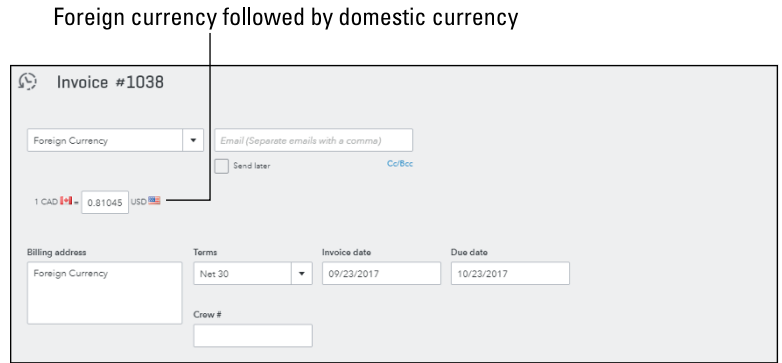 Foreign currency followed by domestic currency
Invoice #1038
Foreign Currency
Email (Separate emails with a comma)
Send later
Cc/Bcc
1 CAD = 0.81045 USD
Billing address
Terms
Invoice date
Due date
Foreign Currency
Net 30
09/23/2017
10/23/2017
Crew #